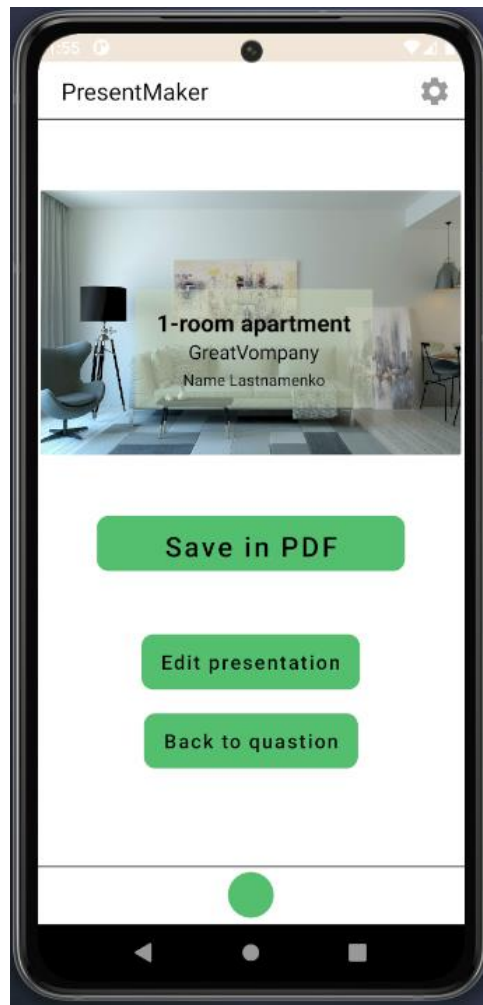 PresentMaker
1-room apartment
GreatVompany
Name Lastnamenko
Save in PDF
Edit presentation
Back to quastion